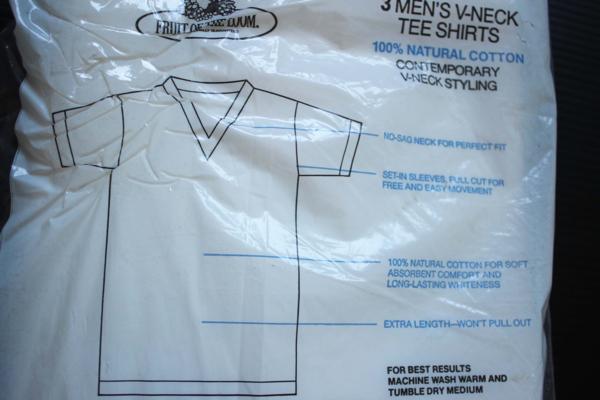 FRUIT OF THE LOOM.
3 MEN'S V-NECK
TEE SHIRTS
100% NATURAL COTTON
CONTEMPORARY
V-NECK STYLING
NO-SAG NECK FOR PERFECT FIT
SET-IN SLEEVES, FULL CUT FOR
FREE AND EASY MOVEMENT
100% NATURAL COTTON FOR SOFT
ABSORBENT COMFORT AND
LONG-LASTING WHITENESS
EXTRA LENGTH—WON'T PULL OUT
FOR BEST RESULTS
MACHINE WASH WARM AND
TUMBLE DRY MEDIUM